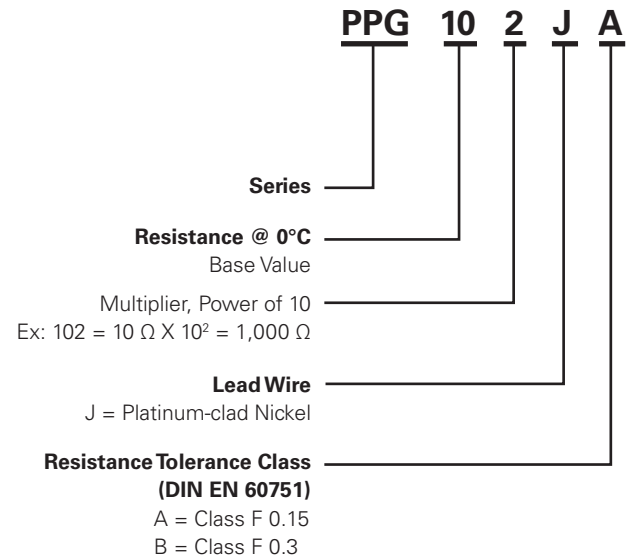 PPG 10 2 J A
Series
Resistance @ 0°C
Base Value
Multiplier, Power of 10
Ex: 102 = 10 Ω X 10² = 1,000 Ω
Lead Wire
J = Platinum-clad Nickel
Resistance Tolerance Class
(DIN EN 60751)
A = Class F 0.15
B = Class F 0.3